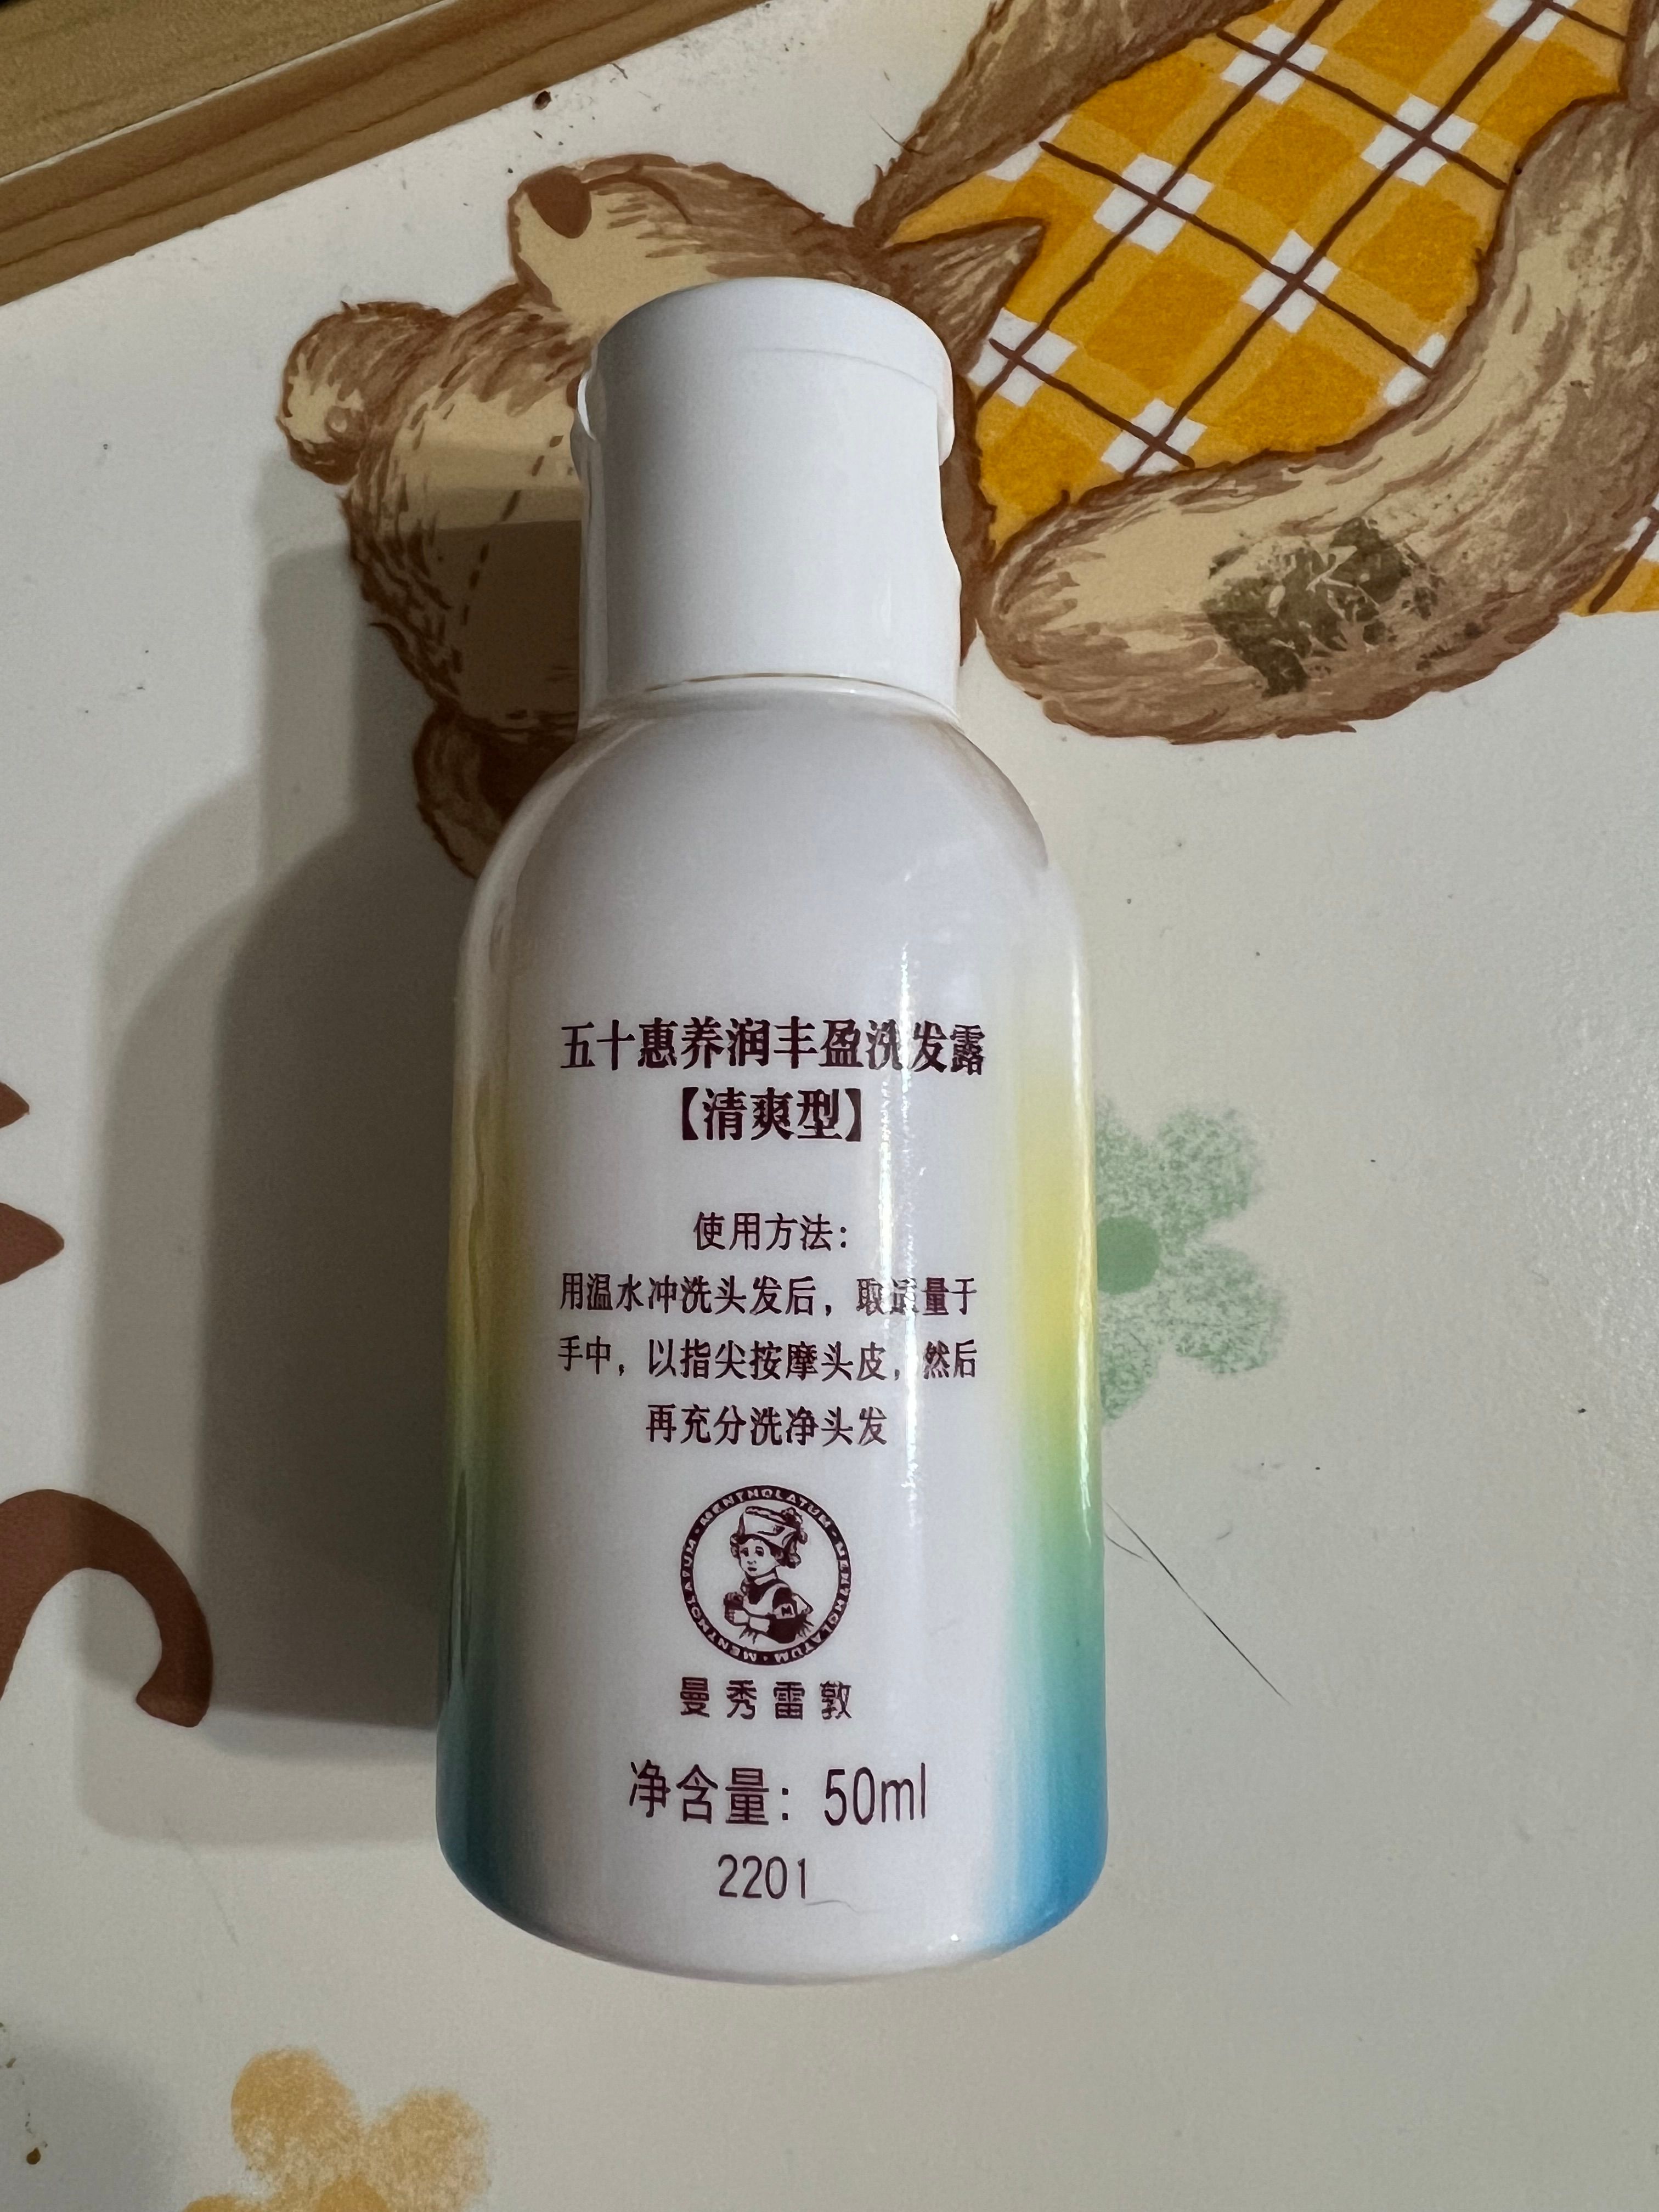 五十惠养润丰盈洗发露
【清爽型】
使用方法：
用温水冲洗头发后，取适量于
手中，以指尖按摩头皮，然后
再充分洗净头发
MENTHOLATUM · MENTHOLATUM · MENTHOLATUM ·
M
曼秀雷敦
净含量：50ml
2201